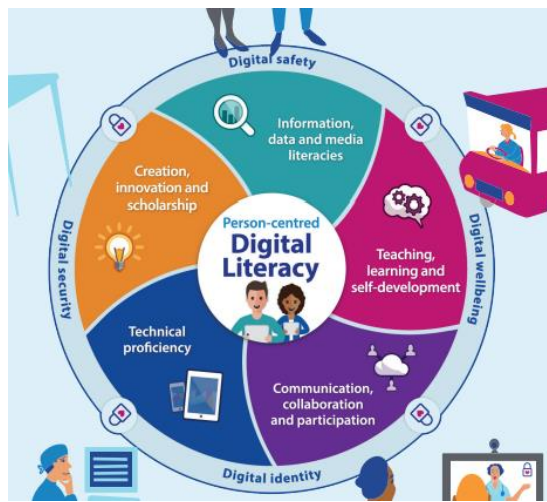 Digital safety
Information,
data and media
literacies
Creation,
innovation and
scholarship
Person-centred
Digital
Literacy
Teaching,
learning and
self-development
Digital security
Digital wellbeing
Technical
proficiency
Communication,
collaboration
and participation
Digital identity